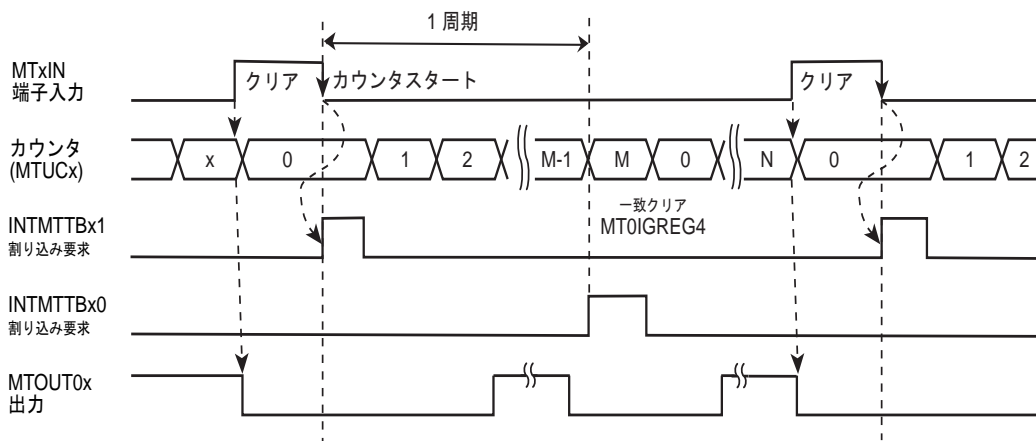 1 周期
MTxIN
端子入力
クリア
カウンタスタート
クリア
カウンタ
(MTUCx)
x 0 1 2 M-1 M 0 N 0 1 2
一致クリア
MT0IGREG4
INTMTTBx1
割り込み要求
INTMTTBx0
割り込み要求
MTOUT0x
出力